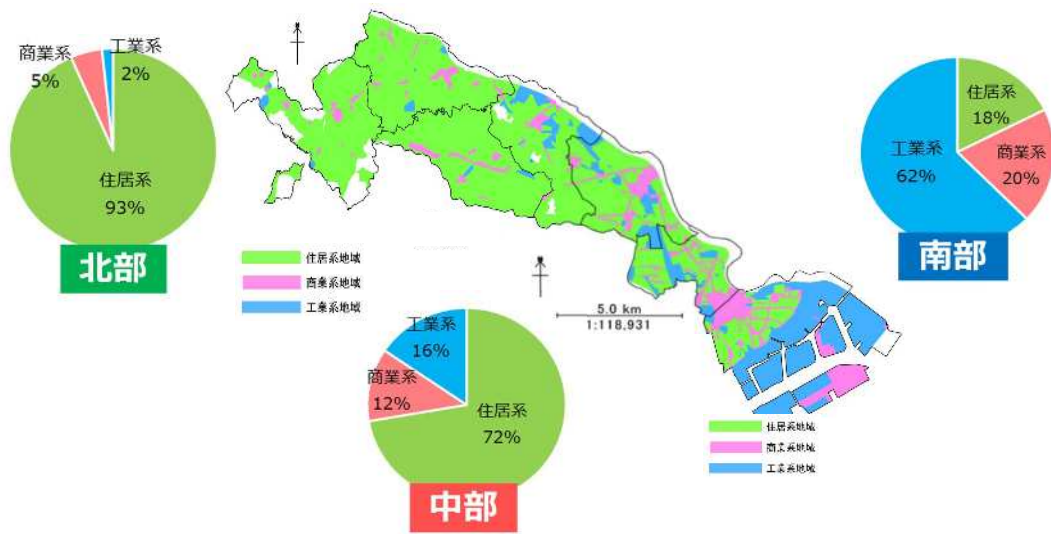 商業系
5%
工業系
2%
住居系
93%
北部
N
住居系地域
商業系地域
工業系地域
5.0 km
1:118,931
住居系
18%
商業系
20%
工業系
62%
南部
工業系
16%
商業系
12%
住居系
72%
中部
住居系地域
商業系地域
工業系地域